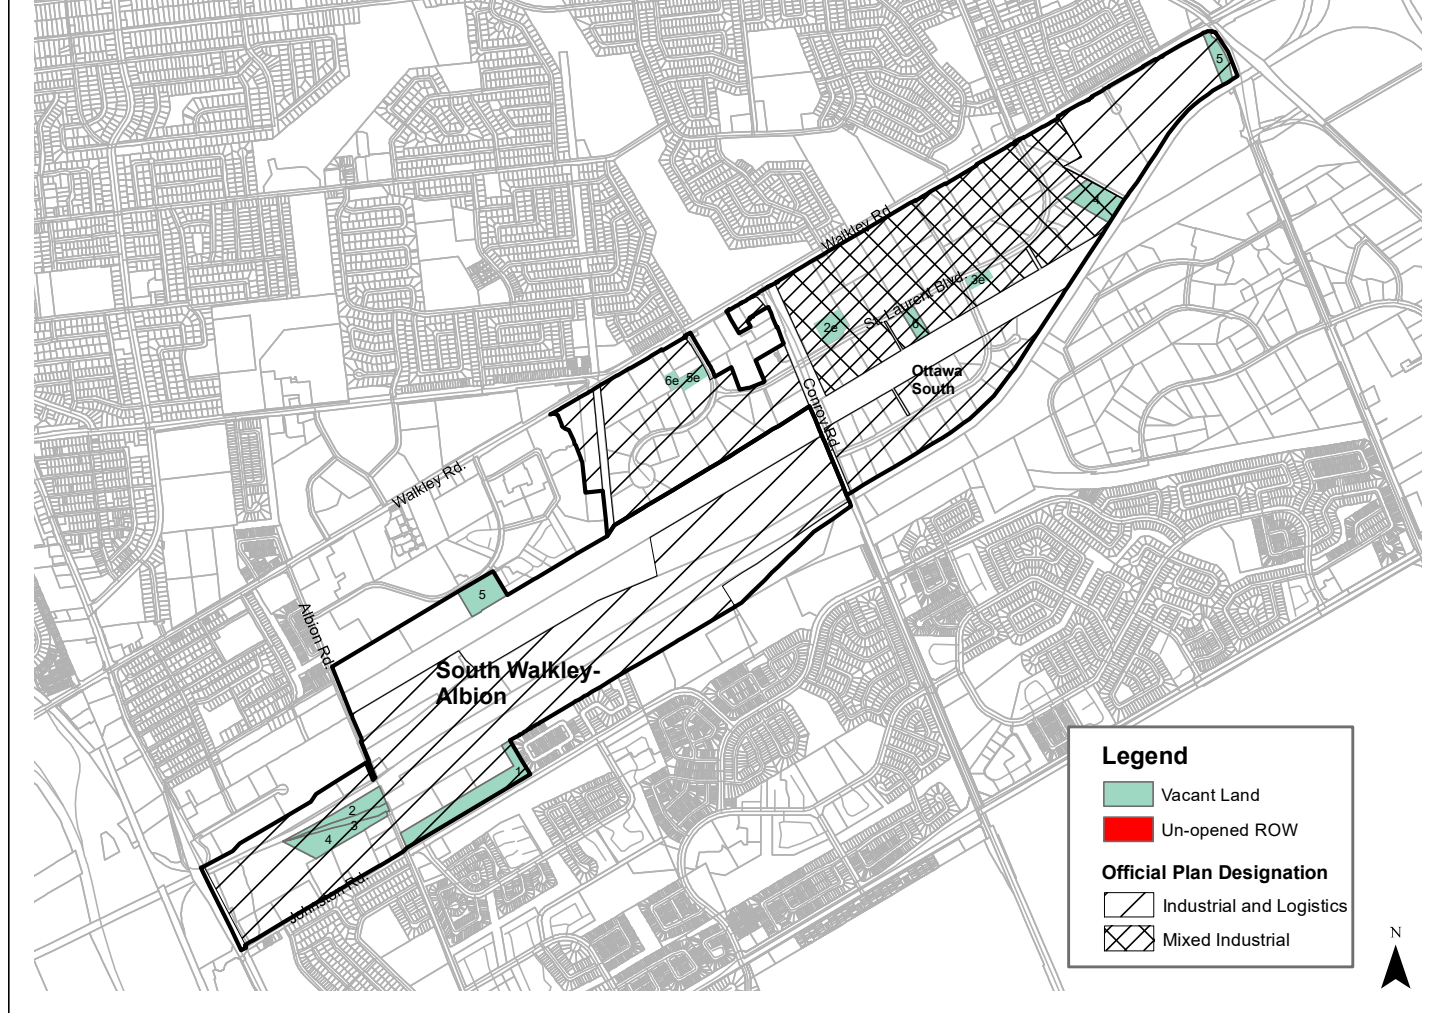 5
4
Walkley Rd.
3e
St. Laurent Blvd.
2e
Ottawa
South
6e
8e
Conroy Rd.
Walkley Rd.
5
Albion Rd.
South Walkley-
Albion
1
2
3
4
Johnston Rd.
Legend
Vacant Land
Un-opened ROW
Official Plan Designation
Industrial and Logistics
Mixed Industrial
N